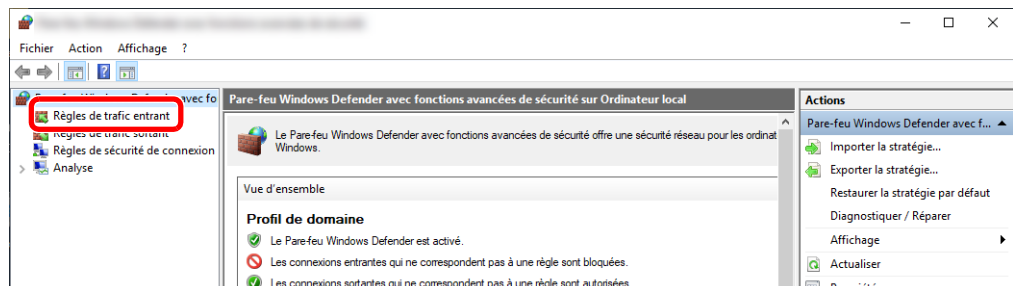 Fichier Action Affichage ?
avec fo
Règles de trafic entrant
Règles de trafic sortant
Règles de sécurité de connexion
Analyse
Pare-feu Windows Defender avec fonctions avancées de sécurité sur Ordinateur local
Le Pare-feu Windows Defender avec fonctions avancées de sécurité offre une sécurité réseau pour les ordinat
Windows.
Vue d'ensemble
Profil de domaine
Le Pare-feu Windows Defender est activé.
Les connexions entrantes qui ne correspondent pas à une règle sont bloquées.
Les connexions sortantes qui ne correspondent pas à une règle sont autorisées.
Actions
Pare-feu Windows Defender avec f...
Importer la stratégie...
Exporter la stratégie...
Restaurer la stratégie par défaut
Diagnostiquer / Réparer
Affichage
Actualiser